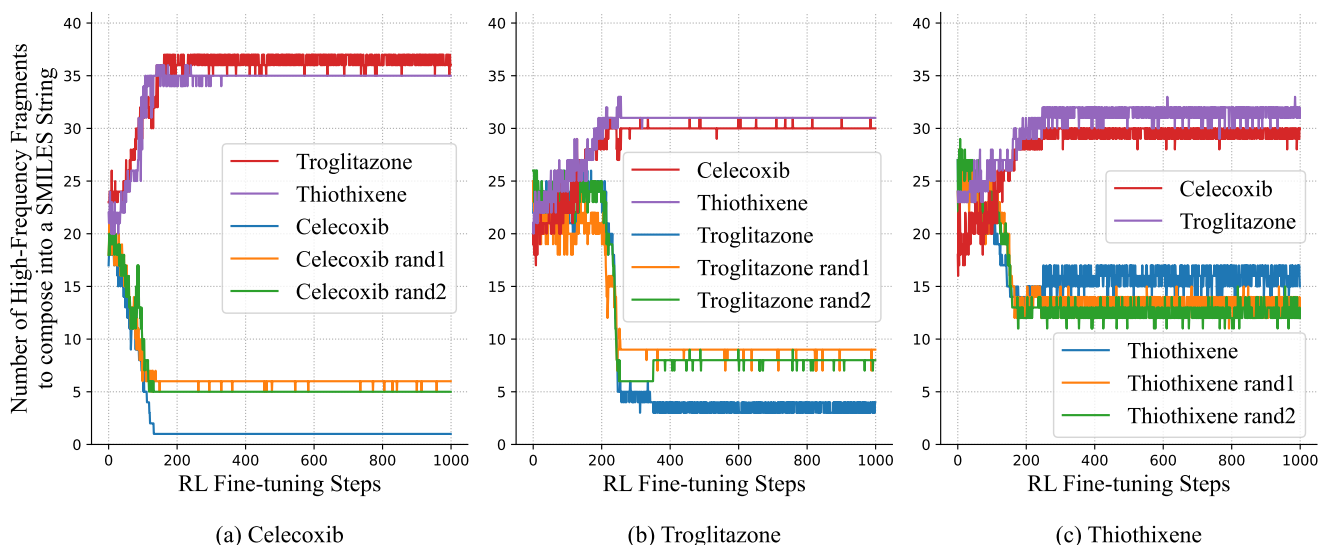 Number of High-Frequency Fragments
to compose into a SMILES String
40
35
30
25
20
15
10
5
0
Troglitazone
Thiothixene
Celecoxib
Celecoxib rand1
Celecoxib rand2
0 200 400 600 800 1000
RL Fine-tuning Steps
(a) Celecoxib
40
35
30
25
20
15
10
5
0
Celecoxib
Thiothixene
Troglitazone
Troglitazone rand1
Troglitazone rand2
0 200 400 600 800 1000
RL Fine-tuning Steps
(b) Troglitazone
40
35
30
25
20
15
10
5
0
Celecoxib
Troglitazone
Thiothixene
Thiothixene rand1
Thiothixene rand2
0 200 400 600 800 1000
RL Fine-tuning Steps
(c) Thiothixene